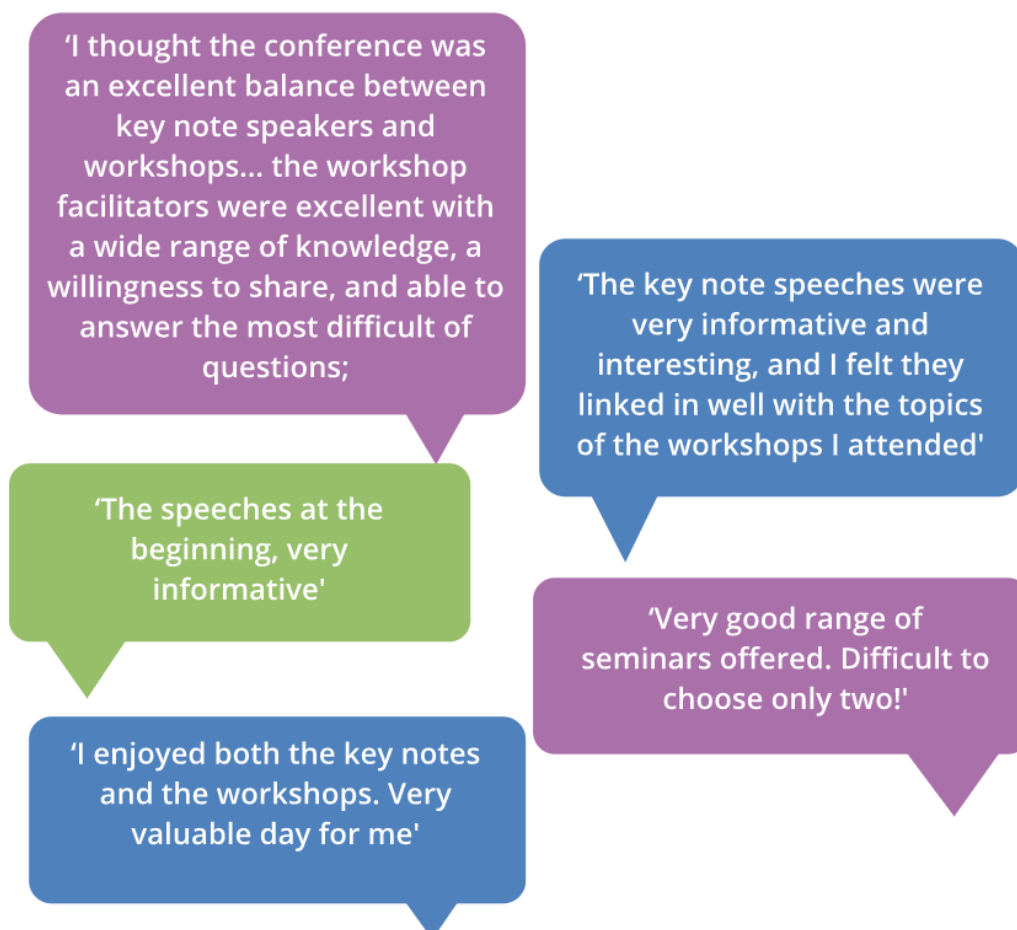 ‘I thought the conference was
an excellent balance between
key note speakers and
workshops... the workshop
facilitators were excellent with
a wide range of knowledge, a
willingness to share, and able to
answer the most difficult of
questions;
‘The key note speeches were
very informative and
interesting, and I felt they
linked in well with the topics
of the workshops I attended'
‘The speeches at the
beginning, very
informative'
‘Very good range of
seminars offered. Difficult to
choose only two!'
‘I enjoyed both the key notes
and the workshops. Very
valuable day for me'